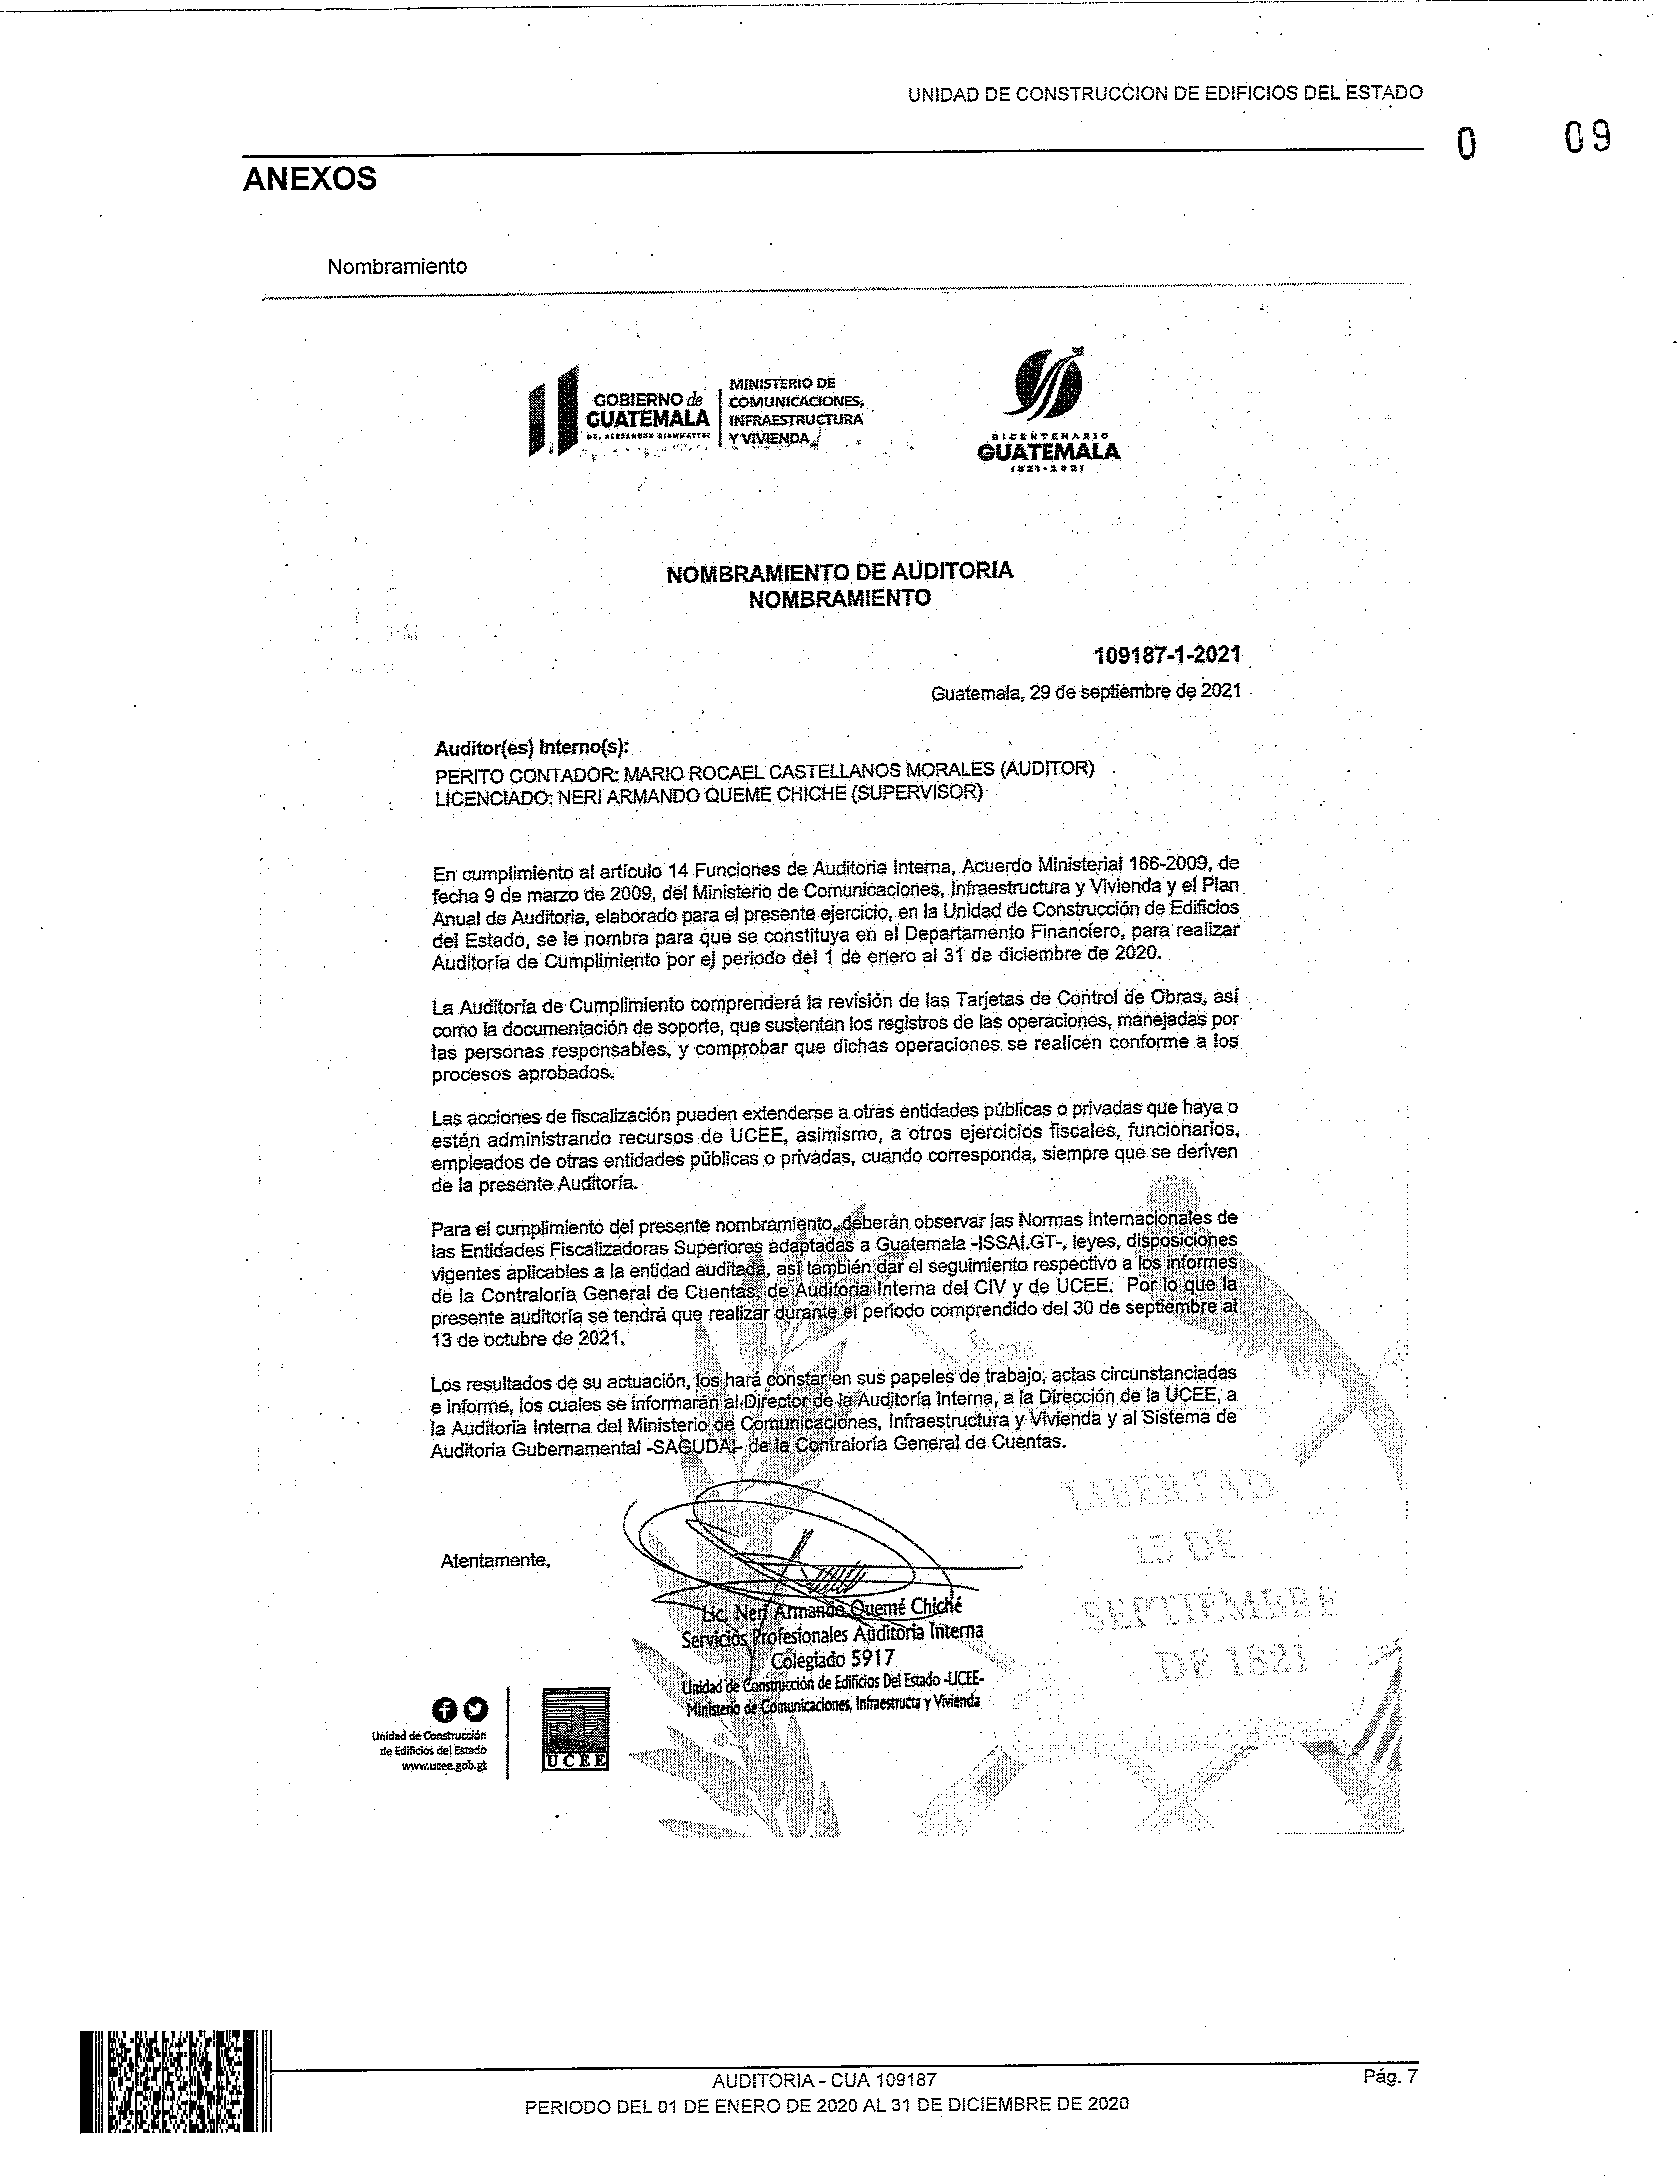 UNIDAD DE CONSTRUCCION DE EDIFICIOS DEL ESTADO
0 09
ANEXOS
Nombramiento
GOBIERNO de
GUATEMALA
DR. ALEJANDRO GIAMMATTEI
MINISTERIO DE
COMUNICACIONES,
INFRAESTRUCTURA
Y VIVIENDA
BICENTENARIO
GUATEMALA
1821-2021
NOMBRAMIENTO DE AUDITORIA
NOMBRAMIENTO
109187-1-2021
Guatemala, 29 de septiembre de 2021
Auditor(es) Interno(s):
PERITO CONTADOR: MARIO ROCAEL CASTELLANOS MORALES (AUDITOR)
LICENCIADO: NERI ARMANDO QUEME CHICHE (SUPERVISOR)
En cumplimiento al artículo 14 Funciones de Auditoria Interna, Acuerdo Ministerial 166-2009, de
fecha 9 de marzo de 2009, del Ministerio de Comunicaciones, Infraestructura y Vivienda y el Plan
Anual de Auditoria, elaborado para el presente ejercicio, en la Unidad de Construcción de Edificios
del Estado, se le nombra para que se constituya en el Departamento Financiero, para realizar
Auditoría de Cumplimiento por el periodo del 1 de enero al 31 de diciembre de 2020.
La Auditoría de Cumplimiento comprenderá la revisión de las Tarjetas de Control de Obras, así
como la documentación de soporte, que sustentan los registros de las operaciones, manejadas por
las personas responsables, y comprobar que dichas operaciones se realicen conforme a los
procesos aprobados.
Las acciones de fiscalización pueden extenderse a otras entidades públicas o privadas que haya o
estén administrando recursos de UCEE, asimismo, a otros ejercicios fiscales, funcionarios,
empleados de otras entidades públicas o privadas, cuando corresponda, siempre que se deriven
de la presente Auditoría.
Para el cumplimiento del presente nombramiento, deberán observar las Normas Internacionales de
las Entidades Fiscalizadoras Superiores adaptadas a Guatemala -ISSAI.GT-, leyes, disposiciones
vigentes aplicables a la entidad auditada, así también dar el seguimiento respectivo a los informes
de la Contraloría General de Cuentas, de Auditoria Interna del CIV y de UCEE. Por lo que la
presente auditoría se tendrá que realizar durante el periodo comprendido del 30 de septiembre al
13 de octubre de 2021.
Los resultados de su actuación, los hará constar en sus papeles de trabajo, actas circunstanciadas
e informe, los cuales se informarán al Director de la Auditoría Interna, a la Dirección de la UCEE, a
la Auditoría Interna del Ministerio de Comunicaciones, Infraestructura y Vivienda y al Sistema de
Auditoria Gubernamental -SAGUDAI- de la Contraloría General de Cuentas.
LIBERTAD
15 DE
SEPTIEMBRE
DE 1821
Atentamente,
Lic. Neri Armando Quemé Chiché
Servicios Profesionales Auditoria Interna
Colegiado 5917
Unidad de Construcción de Edificios Del Estado -UCEE-
Ministerio de Comunicaciones, Infraestructa y Vivienda
Unidad de Construcción
de Edificios del Estado
www.ucee.gob.gt
UCEE
AUDITORIA - CUA 109187
Pág. 7
PERIODO DEL 01 DE ENERO DE 2020 AL 31 DE DICIEMBRE DE 2020